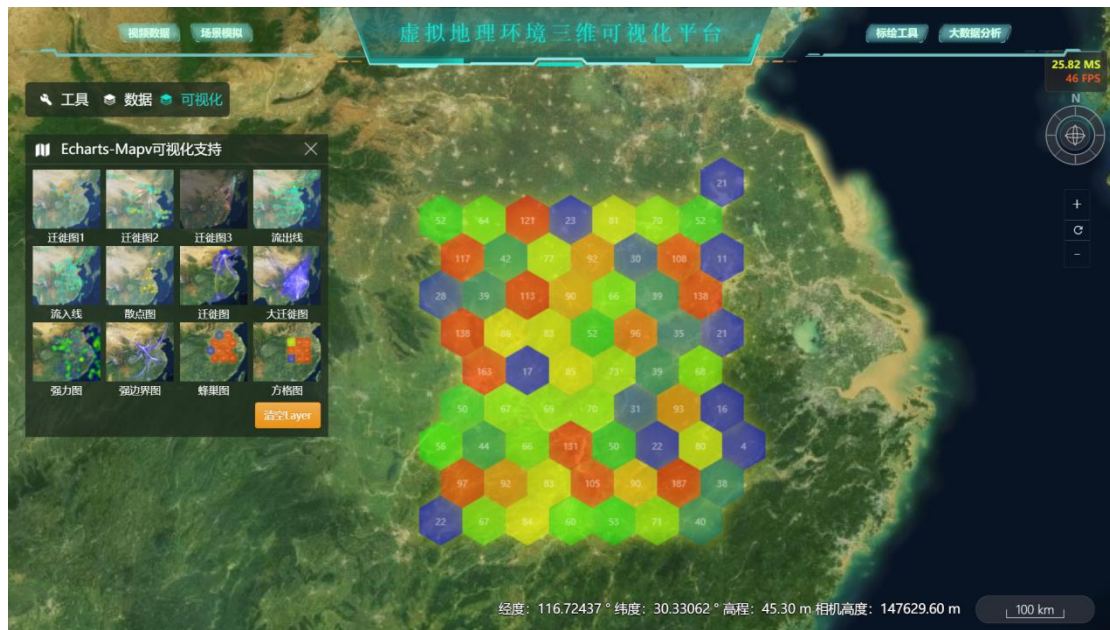 视频数据 场景模拟 虚拟地理环境三维可视化平台 标绘工具 大数据分析
25.82 MS
46 FPS
N
工具 数据 可视化
Echarts-Mapv可视化支持
迁徙图1 迁徙图2 迁徙图3 流出线
流入线 散点图 迁徙图 大迁徙图
强力图 强边界图 蜂巢图 方格图
清空Layer
21
52 64 121 23 81 70 52
117 42 77 92 30 108 11
28 39 113 90 66 39 138
138 86 83 52 96 35 21
163 17 85 73 39 68
50 67 69 70 31 93 16
56 44 66 131 50 22 80 4
97 92 83 105 90 187 38
22 67 84 60 53 71 40
经度：116.72437 ° 纬度：30.33062 ° 高程：45.30 m 相机高度：147629.60 m
100 km